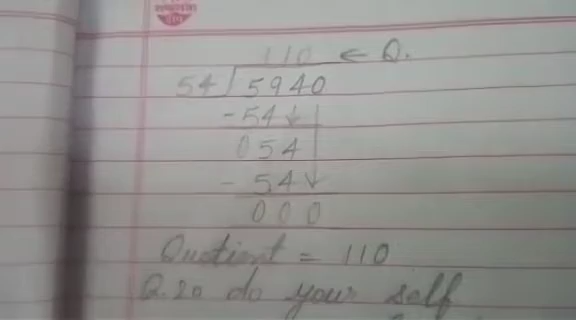 110 ← Q.
54 ) 5940
-54↓
054
- 54↓
000
Quotient = 110
Q.20 do your self